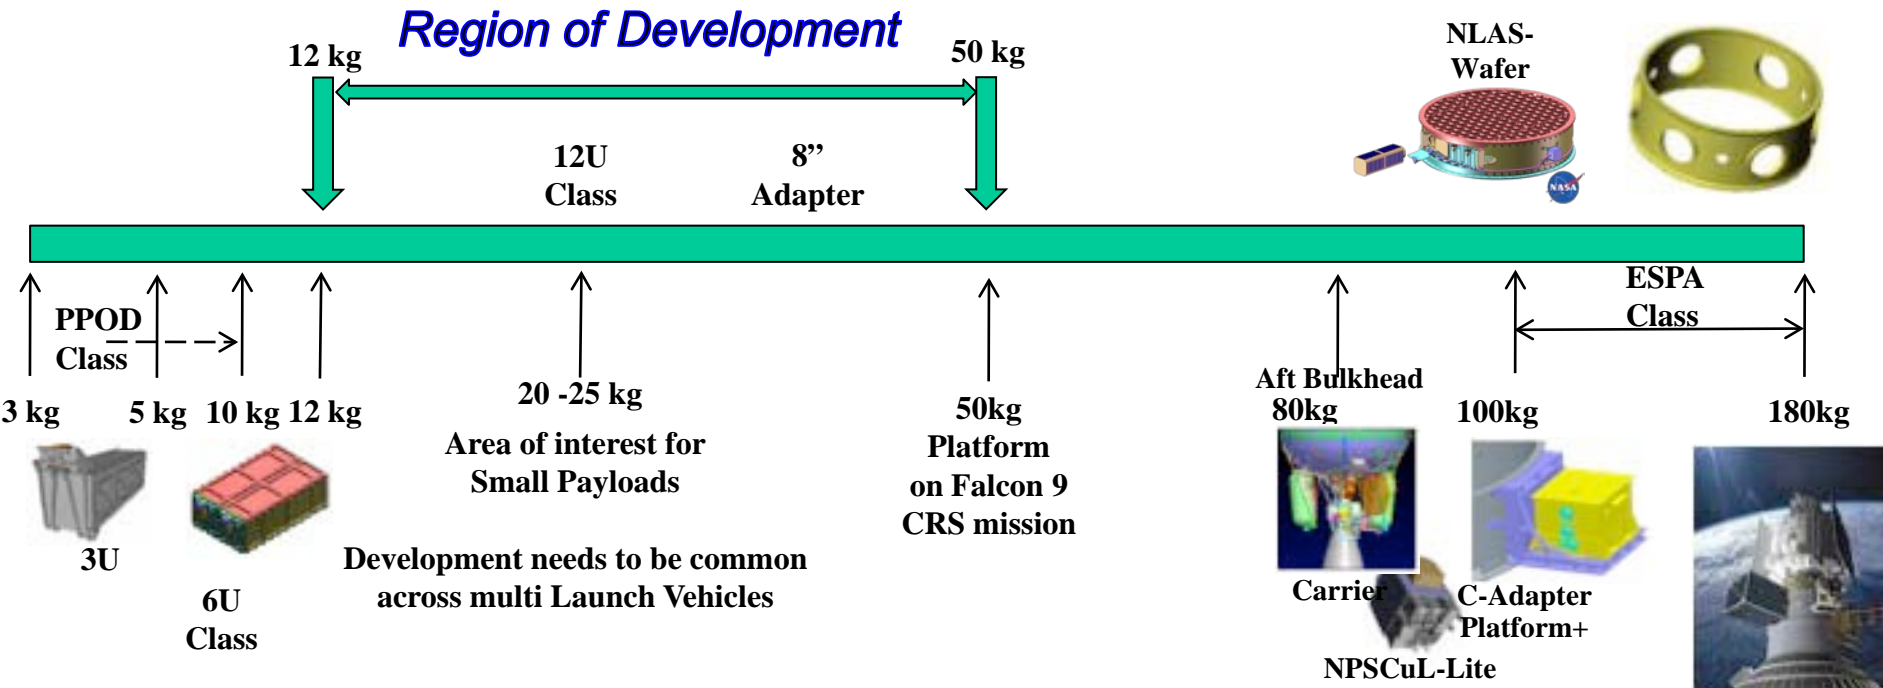 Region of Development
12 kg
50 kg
NLAS-
Wafer
12U
Class
8”
Adapter
NASA
ESPA
Class
PPOD
Class
3 kg
5 kg
10 kg
12 kg
20 -25 kg
Area of interest for
Small Payloads
Development needs to be common
across multi Launch Vehicles
50kg
Platform
on Falcon 9
CRS mission
Aft Bulkhead
80kg
Carrier
NPSCuL-Lite
100kg
C-Adapter
Platform+
180kg
3U
6U
Class